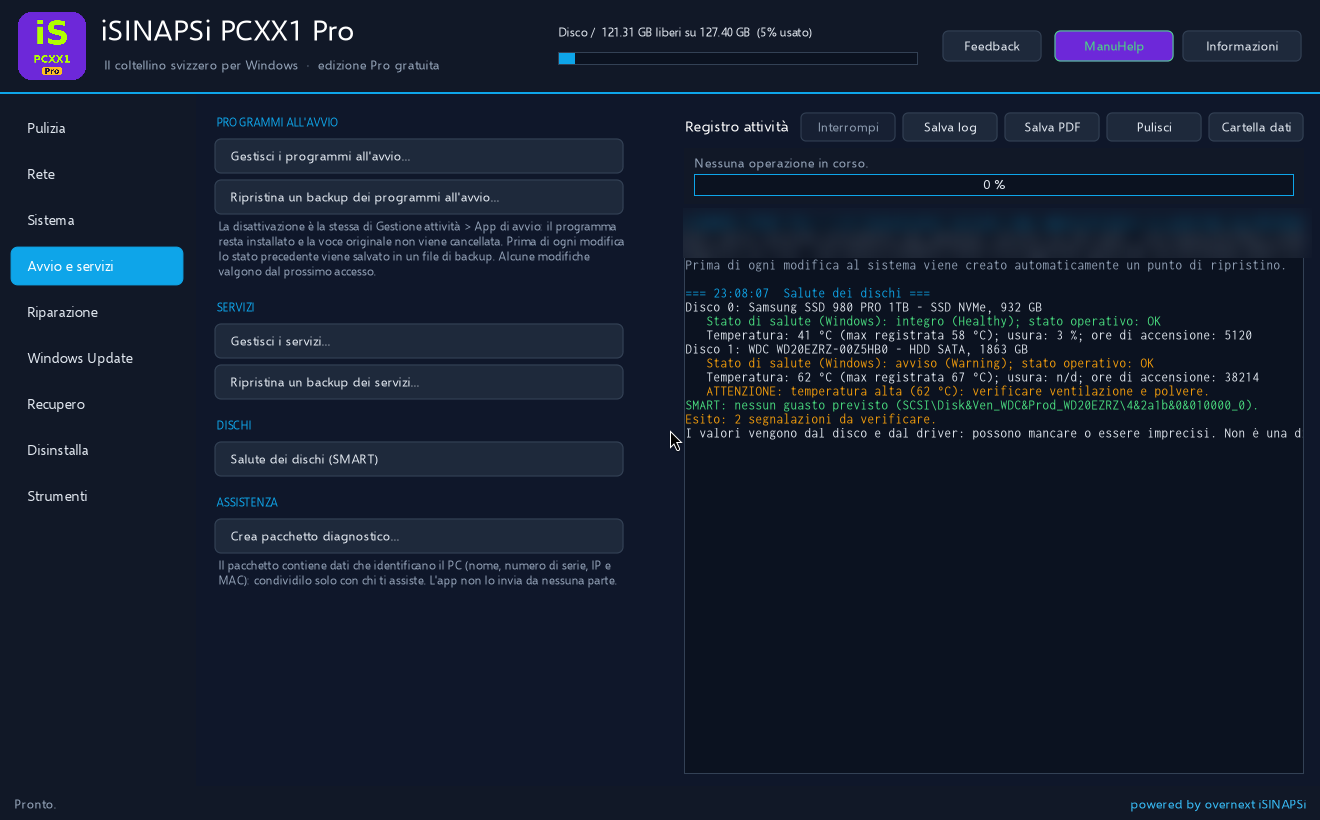 iS
PCXX1
Pro
iSINAPSi PCXX1 Pro
Il coltellino svizzero per Windows · edizione Pro gratuita
Disco / 121.31 GB liberi su 127.40 GB (5% usato)
Feedback
ManuHelp
Informazioni
Pulizia
Rete
Sistema
Avvio e servizi
Riparazione
Windows Update
Recupero
Disinstalla
Strumenti
PROGRAMMI ALL'AVVIO
Gestisci i programmi all'avvio...
Ripristina un backup dei programmi all'avvio...
La disattivazione è la stessa di Gestione attività > App di avvio: il programma
resta installato e la voce originale non viene cancellata. Prima di ogni modifica
lo stato precedente viene salvato in un file di backup. Alcune modifiche
valgono dal prossimo accesso.
SERVIZI
Gestisci i servizi...
Ripristina un backup dei servizi...
DISCHI
Salute dei dischi (SMART)
ASSISTENZA
Crea pacchetto diagnostico...
Il pacchetto contiene dati che identificano il PC (nome, numero di serie, IP e
MAC): condividilo solo con chi ti assiste. L'app non lo invia da nessuna parte.
Registro attività
Interrompi
Salva log
Salva PDF
Pulisci
Cartella dati
Nessuna operazione in corso.
0 %
Prima di ogni modifica al sistema viene creato automaticamente un punto di ripristino.
=== 23:08:07  Salute dei dischi ===
Disco 0: Samsung SSD 980 PRO 1TB - SSD NVMe, 932 GB
Stato di salute (Windows): integro (Healthy); stato operativo: OK
Temperatura: 41 °C (max registrata 58 °C); usura: 3 %; ore di accensione: 5120
Disco 1: WDC WD20EZRZ-00Z5HB0 - HDD SATA, 1863 GB
Stato di salute (Windows): avviso (Warning); stato operativo: OK
Temperatura: 62 °C (max registrata 67 °C); usura: n/d; ore di accensione: 38214
ATTENZIONE: temperatura alta (62 °C): verificare ventilazione e polvere.
SMART: nessun guasto previsto (SCSI\Disk&Ven_WDC&Prod_WD20EZRZ\4&2a1b&0&010000_0).
Esito: 2 segnalazioni da verificare.
I valori vengono dal disco e dal driver: possono mancare o essere imprecisi. Non è una d
Pronto.
powered by overnext iSINAPSi